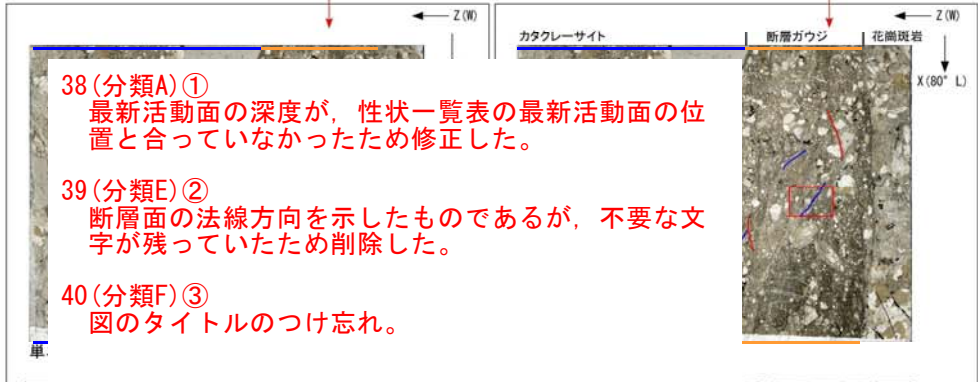 Z(W)
Z(W)
カタクレーサイト
断層ガウジ
花崗斑岩
X(80° L)
38(分類A)①
最新活動面の深度が，性状一覧表の最新活動面の位
置と合っていなかったため修正した。
39(分類E)②
断層面の法線方向を示したものであるが，不要な文
字が残っていたため削除した。
40(分類F)③
図のタイトルのつけ忘れ。
単